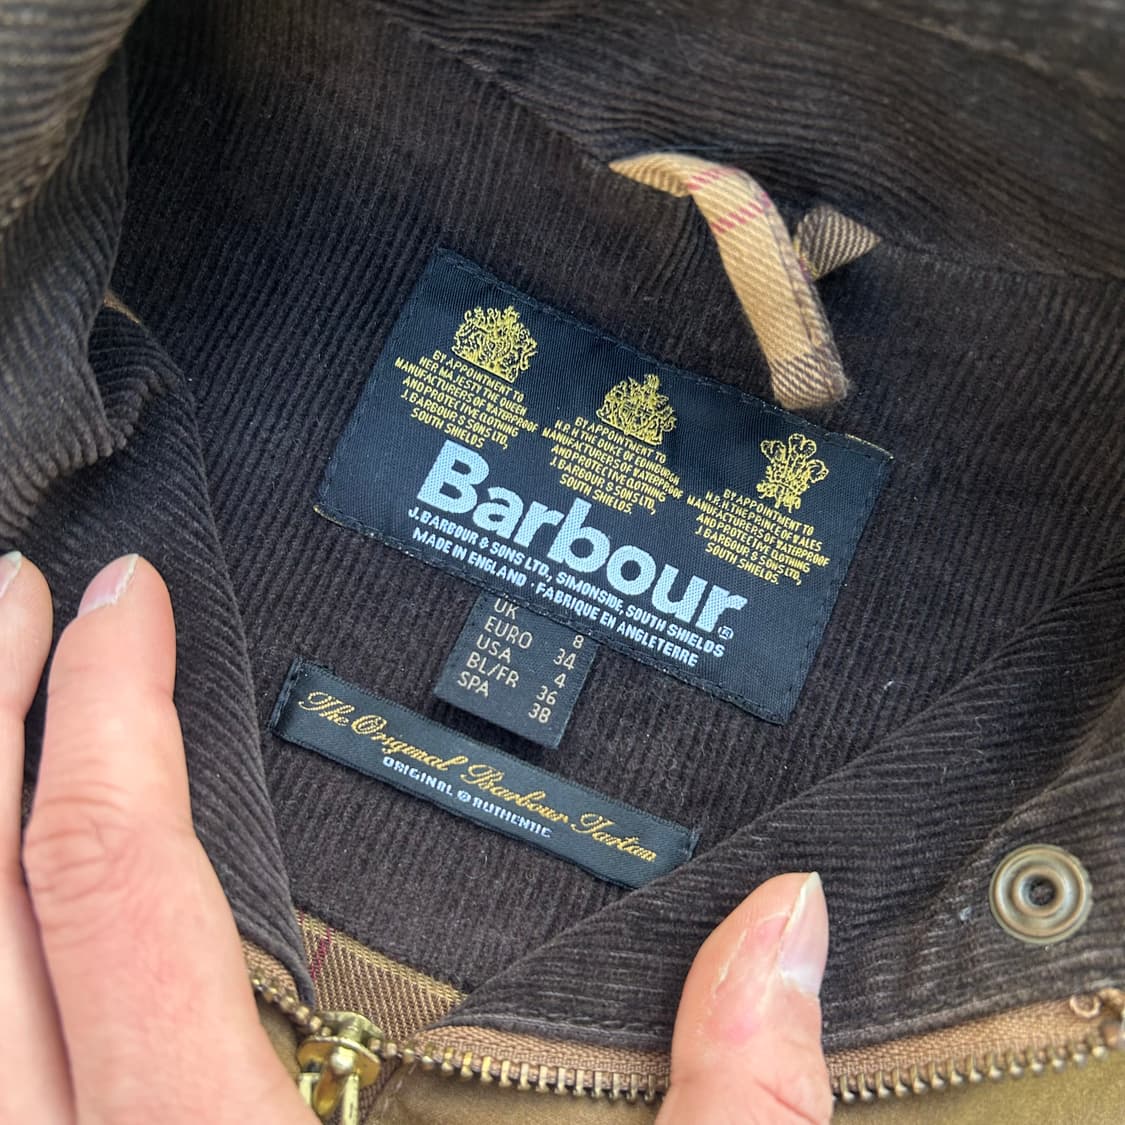 BY APPOINTMENT TO
HER MAJESTY THE QUEEN
MANUFACTURERS OF WATERPROOF
AND PROTECTIVE CLOTHING
J. BARBOUR & SONS LTD,
SOUTH SHIELDS.
BY APPOINTMENT TO
H.R.H THE DUKE OF EDINBURGH
MANUFACTURERS OF WATERPROOF
AND PROTECTIVE CLOTHING
J. BARBOUR & SONS LTD,
SOUTH SHIELDS.
BY APPOINTMENT TO
H.R.H. THE PRINCE OF WALES
MANUFACTURERS OF WATERPROOF
AND PROTECTIVE CLOTHING
J. BARBOUR & SONS LTD,
SOUTH SHIELDS.
Barbour®
J. BARBOUR & SONS LTD, SIMONSIDE, SOUTH SHIELDS
MADE IN ENGLAND · FABRIQUE EN ANGLETERRE
UK 8
EURO 34
USA 4
BL/FR 36
SPA 38
The Original Barbour Tartan
ORIGINAL & AUTHENTIC